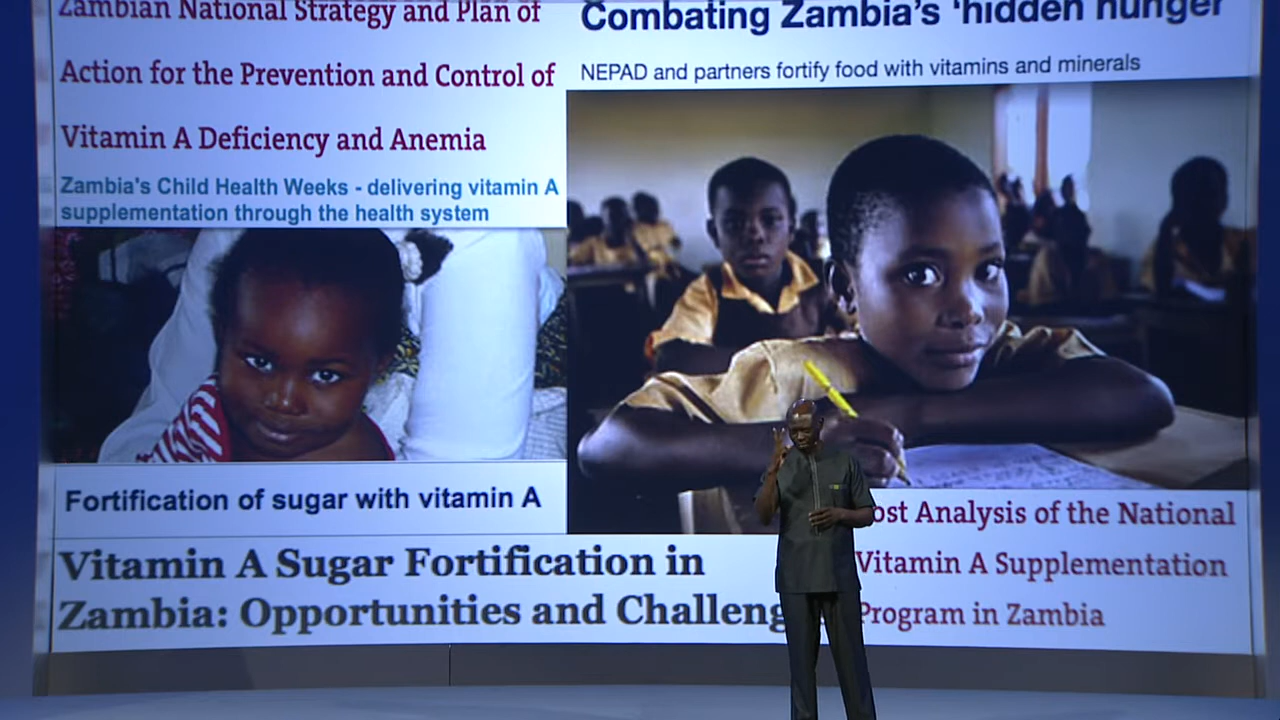 Zambian National Strategy and Plan of
Action for the Prevention and Control of
Vitamin A Deficiency and Anemia
Zambia's Child Health Weeks - delivering vitamin A
supplementation through the health system
Fortification of sugar with vitamin A
Vitamin A Sugar Fortification in
Zambia: Opportunities and Challeng
Combating Zambia's 'hidden hunger
NEPAD and partners fortify food with vitamins and minerals
ost Analysis of the National
Vitamin A Supplementation
Program in Zambia